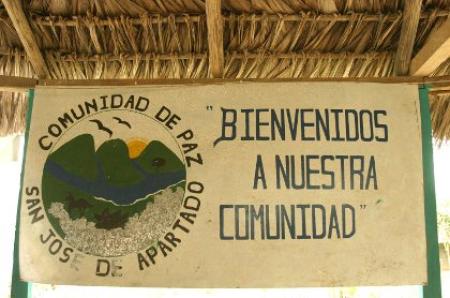 COMUNIDAD DE PAZ
SAN JOSE DE APARTADO
"BIENVENIDOS
A NUESTRA
COMUNIDAD"